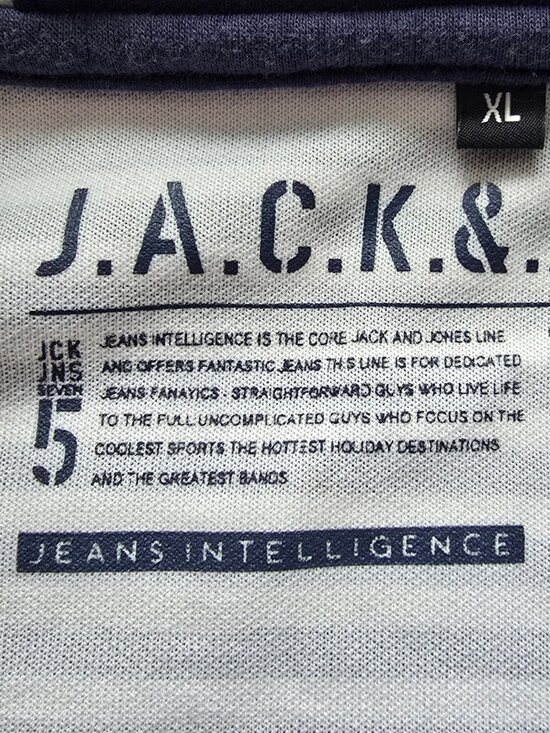 XL
J.A.C.K.&.
JCK
JNS
SEVEN
5
JEANS INTELLIGENCE IS THE CORE JACK AND JONES LINE
AND OFFERS FANTASTIC JEANS THIS LINE IS FOR DEDICATED
JEANS FANATICS - STRAIGHTFORWARD GUYS WHO LIVE LIFE
TO THE FULL UNCOMPLICATED GUYS WHO FOCUS ON THE
COOLEST SPORTS THE HOTTEST HOLIDAY DESTINATIONS
AND THE GREATEST BANDS
JEANS INTELLIGENCE